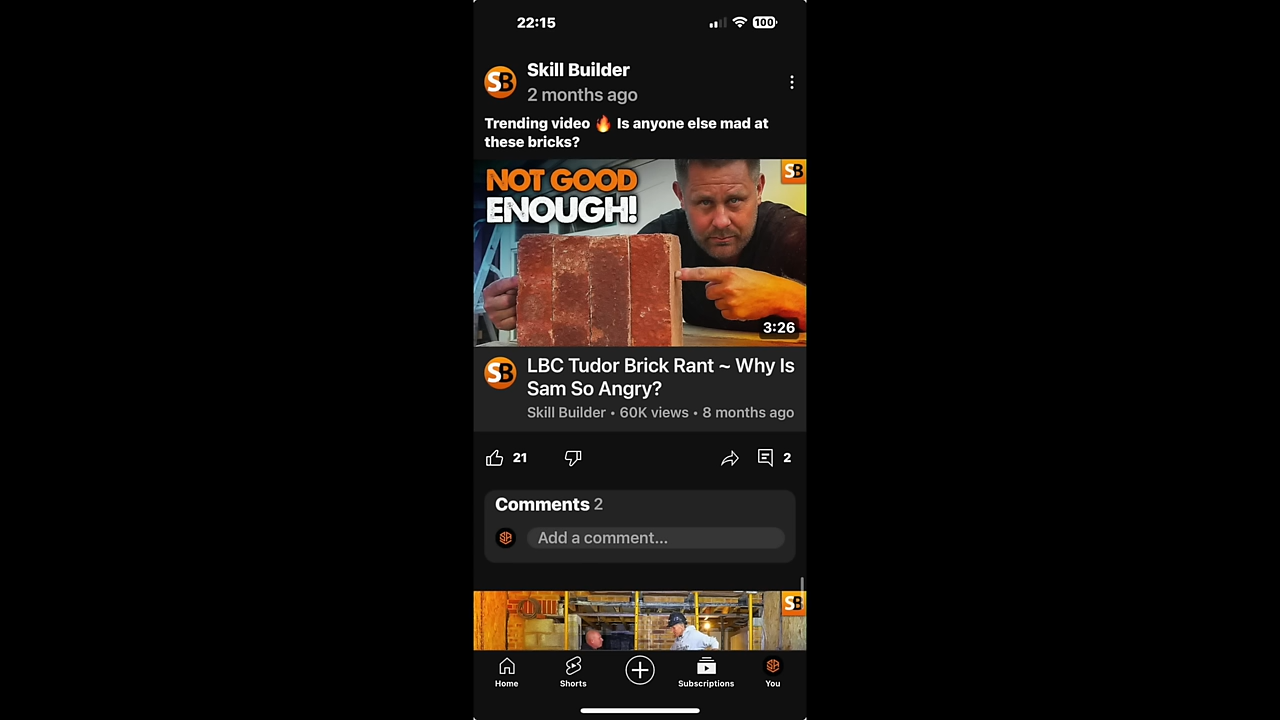 22:15
100
SB
Skill Builder
2 months ago
Trending video 🔥 Is anyone else mad at
these bricks?
NOT GOOD
ENOUGH!
SB
3:26
SB
LBC Tudor Brick Rant ~ Why Is
Sam So Angry?
Skill Builder • 60K views • 8 months ago
21
2
Comments 2
Add a comment...
SB
Home
Shorts
Subscriptions
You